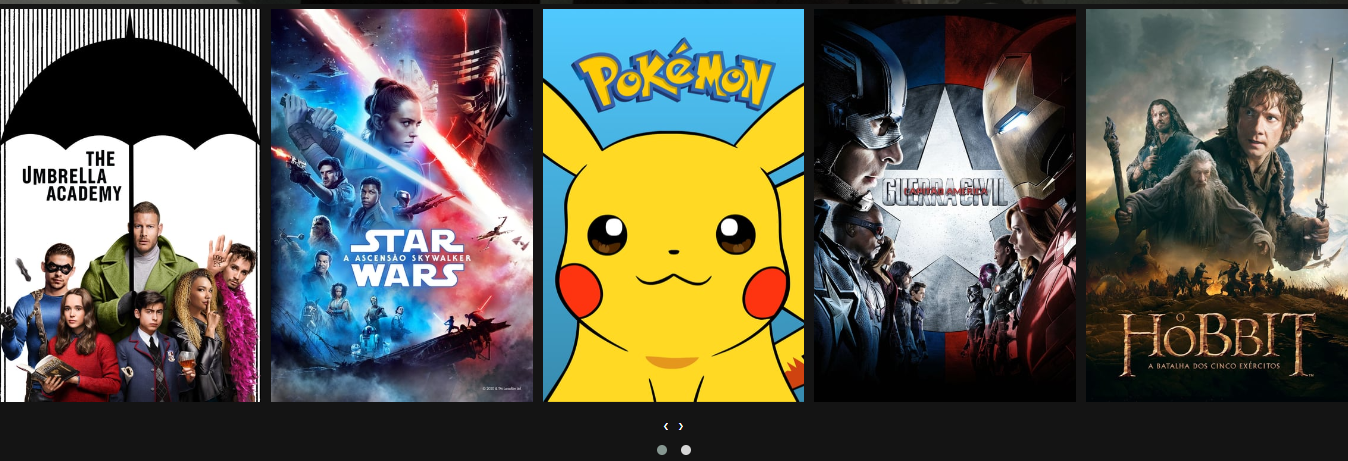 THE
UMBRELLA
ACADEMY
STAR
A ASCENSÃO SKYWALKER
WARS
POKÉMON
CAPITÃO AMÉRICA
GUERRA CIVIL
HOBBIT
A BATALHA DOS CINCO EXÉRCITOS
‹ ›